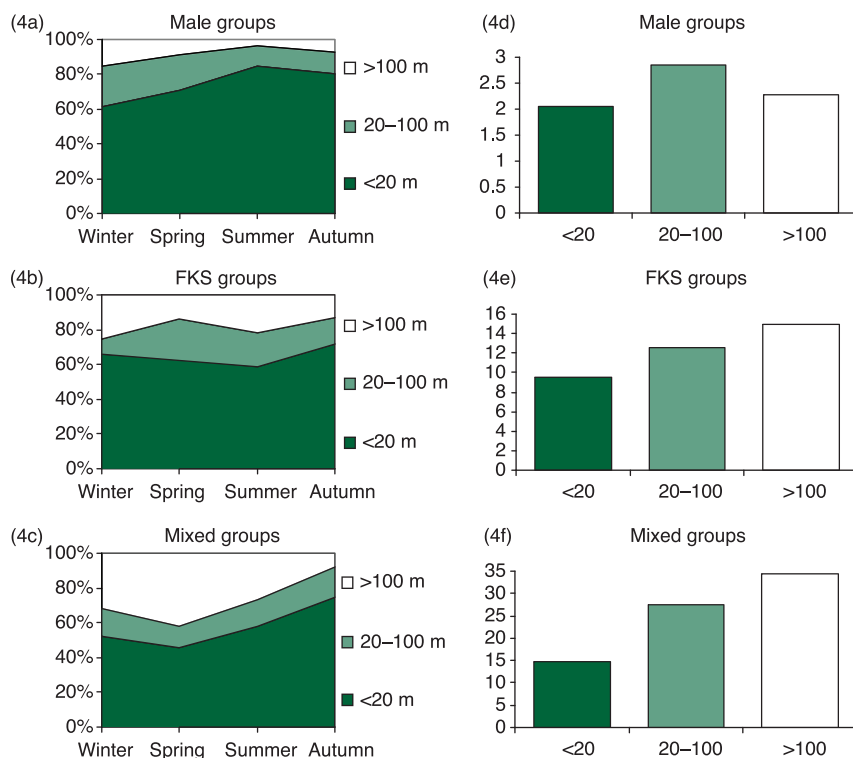 (4a) Male groups
100%
80%
60%
40%
20%
0%
>100 m
20–100 m
<20 m
Winter Spring Summer Autumn
(4d) Male groups
3
2.5
2
1.5
1
0.5
0
<20 20–100 >100
(4b) FKS groups
100%
80%
60%
40%
20%
0%
>100 m
20–100 m
<20 m
Winter Spring Summer Autumn
(4e) FKS groups
16
14
12
10
8
6
4
2
0
<20 20–100 >100
(4c) Mixed groups
100%
80%
60%
40%
20%
0%
>100 m
20–100 m
<20 m
Winter Spring Summer Autumn
(4f) Mixed groups
35
30
25
20
15
10
5
0
<20 20–100 >100